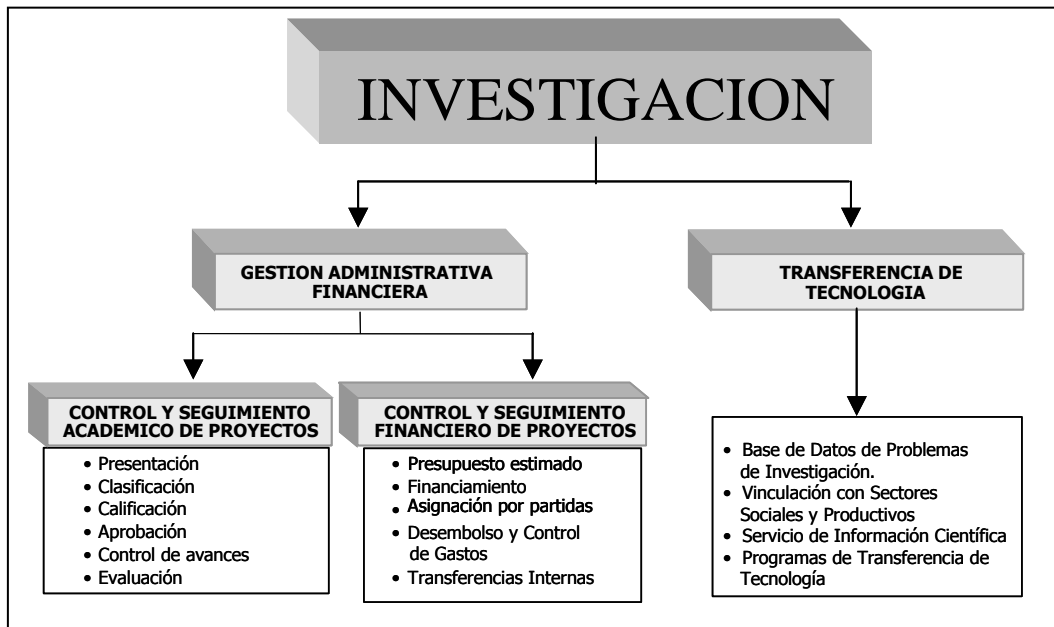 INVESTIGACION
GESTION ADMINISTRATIVA
FINANCIERA
TRANSFERENCIA DE
TECNOLOGIA
CONTROL Y SEGUIMIENTO
ACADEMICO DE PROYECTOS
• Presentación
• Clasificación
• Calificación
• Aprobación
• Control de avances
• Evaluación
CONTROL Y SEGUIMIENTO
FINANCIERO DE PROYECTOS
• Presupuesto estimado
• Financiamiento
• Asignación por partidas
• Desembolso y Control
de Gastos
• Transferencias Internas
• Base de Datos de Problemas
de Investigación.
• Vinculación con Sectores
Sociales y Productivos
• Servicio de Información Científica
• Programas de Transferencia de
Tecnología